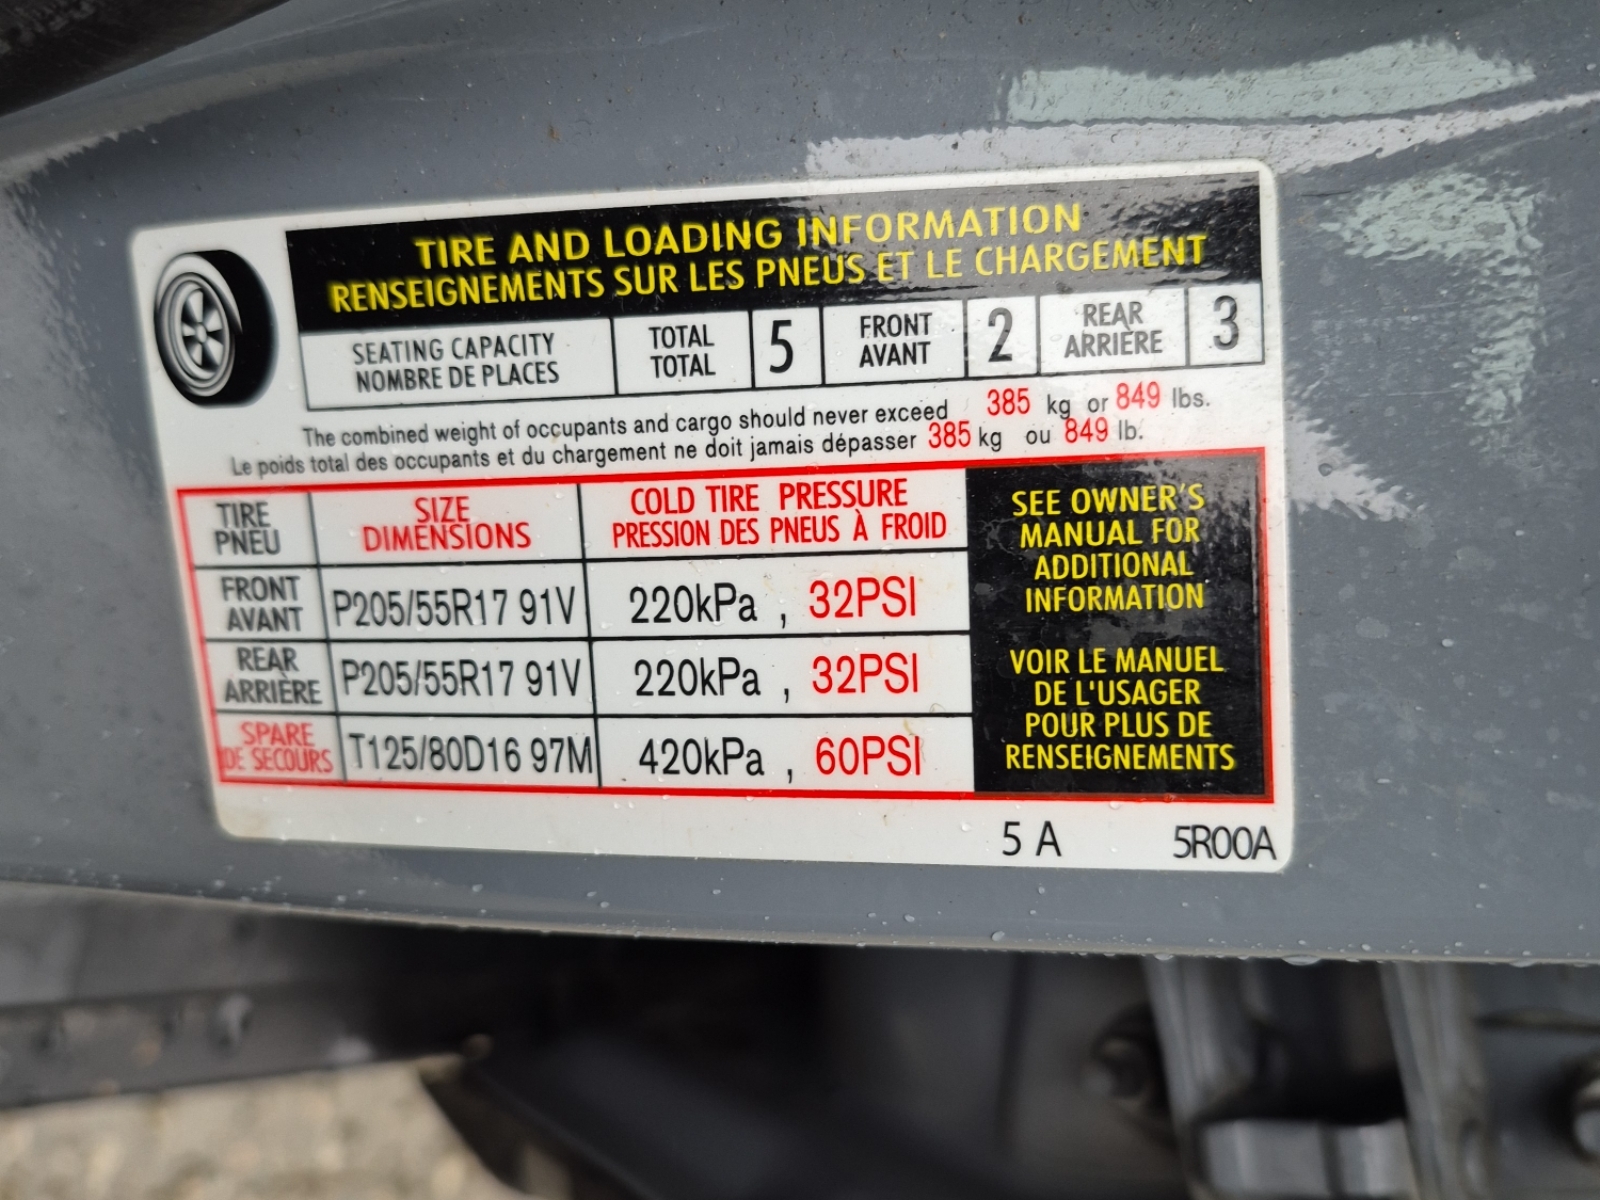 TIRE AND LOADING INFORMATION
RENSEIGNEMENTS SUR LES PNEUS ET LE CHARGEMENT
SEATING CAPACITY
NOMBRE DE PLACES
TOTAL
TOTAL
5
FRONT
AVANT
2
REAR
ARRIÈRE
3
The combined weight of occupants and cargo should never exceed 385 kg or 849 lbs.
Le poids total des occupants et du chargement ne doit jamais dépasser 385 kg ou 849 lb.
TIRE
PNEU
SIZE
DIMENSIONS
COLD TIRE PRESSURE
PRESSION DES PNEUS À FROID
FRONT
AVANT
P205/55R17 91V
220kPa , 32PSI
REAR
ARRIÈRE
P205/55R17 91V
220kPa , 32PSI
SPARE
DE SECOURS
T125/80D16 97M
420kPa , 60PSI
SEE OWNER'S
MANUAL FOR
ADDITIONAL
INFORMATION
VOIR LE MANUEL
DE L'USAGER
POUR PLUS DE
RENSEIGNEMENTS
5 A 5R00A